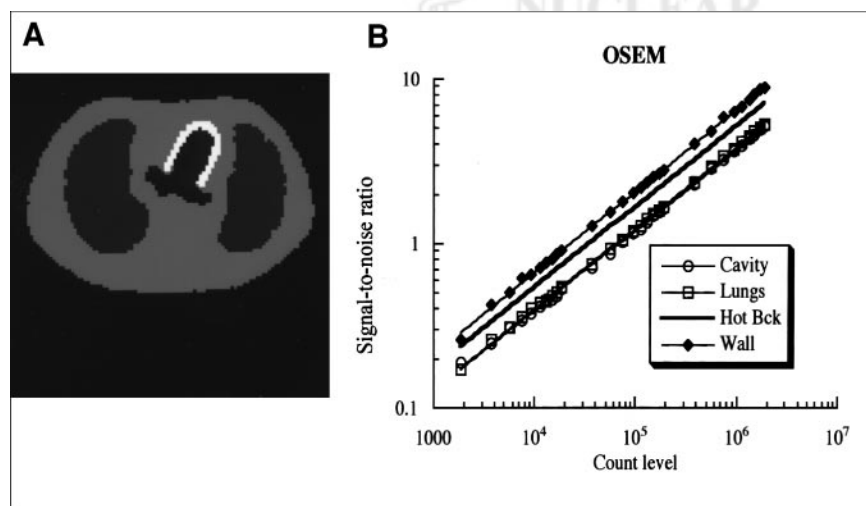 NUCLEAR
A
B
OSEM
Signal-to-noise ratio
10
1
0.1
Cavity
Lungs
Hot Bck
Wall
1000
10^4
10^5
10^6
10^7
Count level